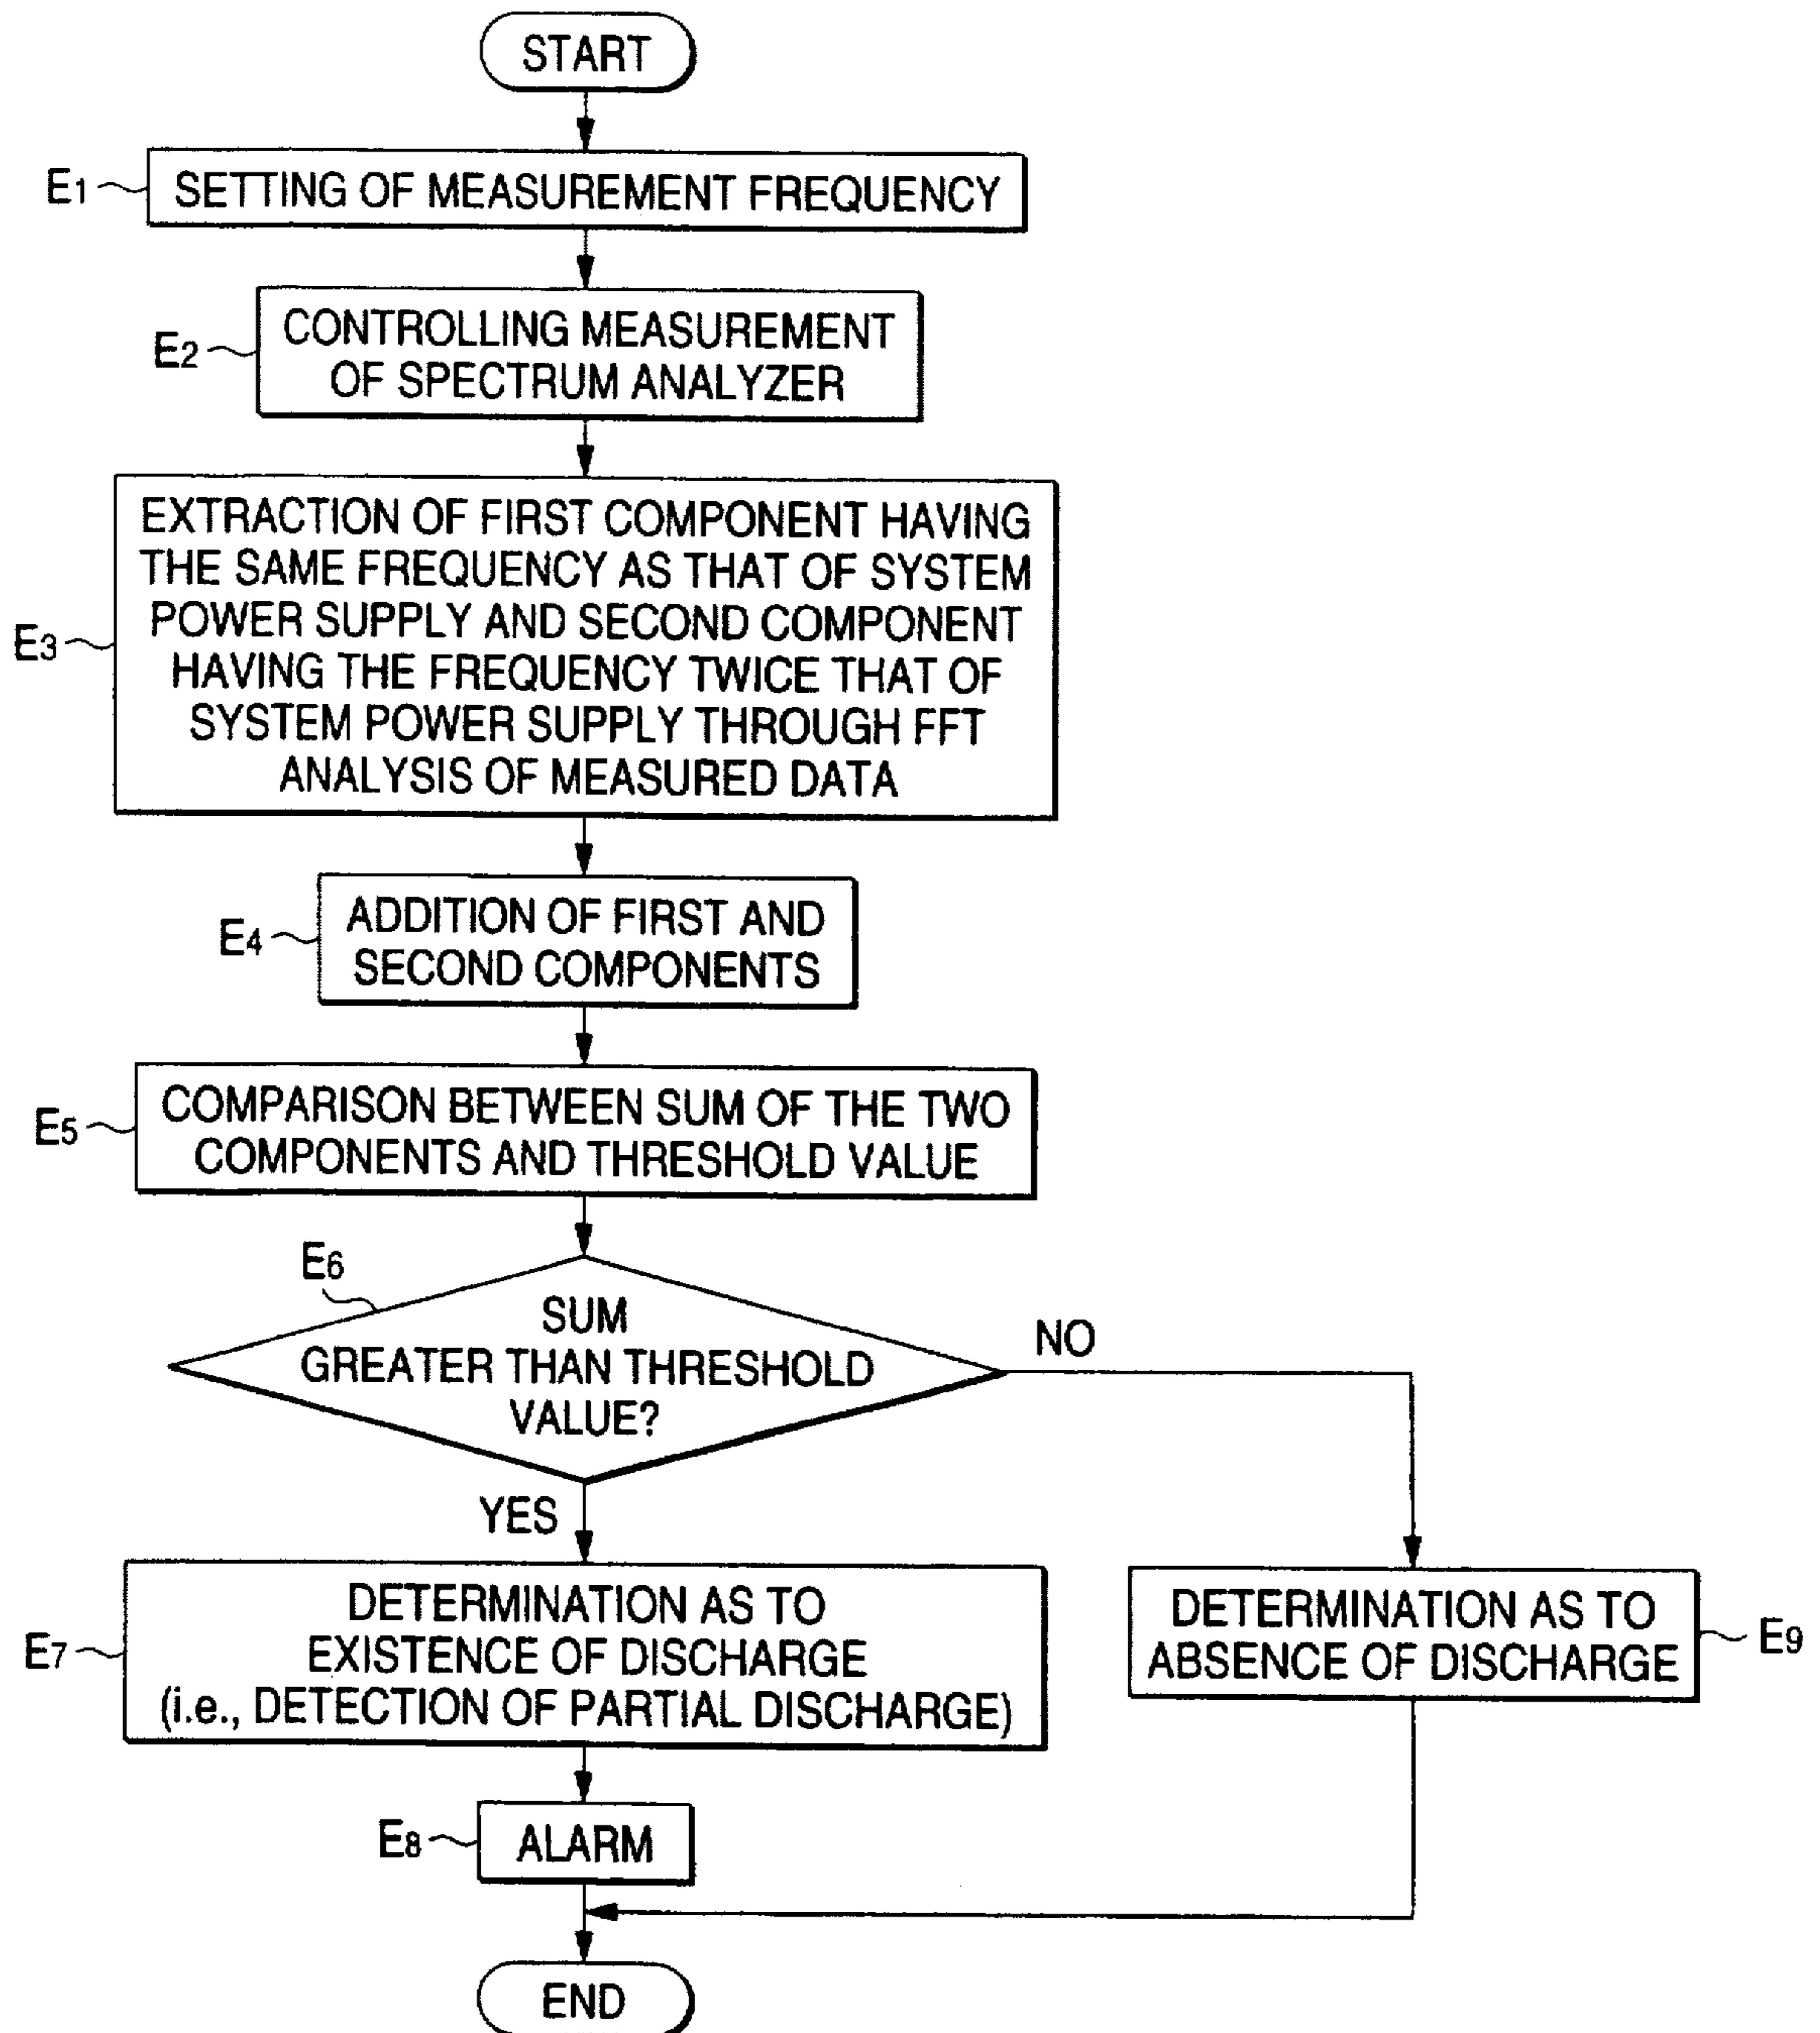 START
E1
SETTING OF MEASUREMENT FREQUENCY
E2
CONTROLLING MEASUREMENT
OF SPECTRUM ANALYZER
E3
EXTRACTION OF FIRST COMPONENT HAVING
THE SAME FREQUENCY AS THAT OF SYSTEM
POWER SUPPLY AND SECOND COMPONENT
HAVING THE FREQUENCY TWICE THAT OF
SYSTEM POWER SUPPLY THROUGH FFT
ANALYSIS OF MEASURED DATA
E4
ADDITION OF FIRST AND
SECOND COMPONENTS
E5
COMPARISON BETWEEN SUM OF THE TWO
COMPONENTS AND THRESHOLD VALUE
E6
SUM
GREATER THAN THRESHOLD
VALUE?
NO
YES
E7
DETERMINATION AS TO
EXISTENCE OF DISCHARGE
(i.e., DETECTION OF PARTIAL DISCHARGE)
DETERMINATION AS TO
ABSENCE OF DISCHARGE
E9
E8
ALARM
END